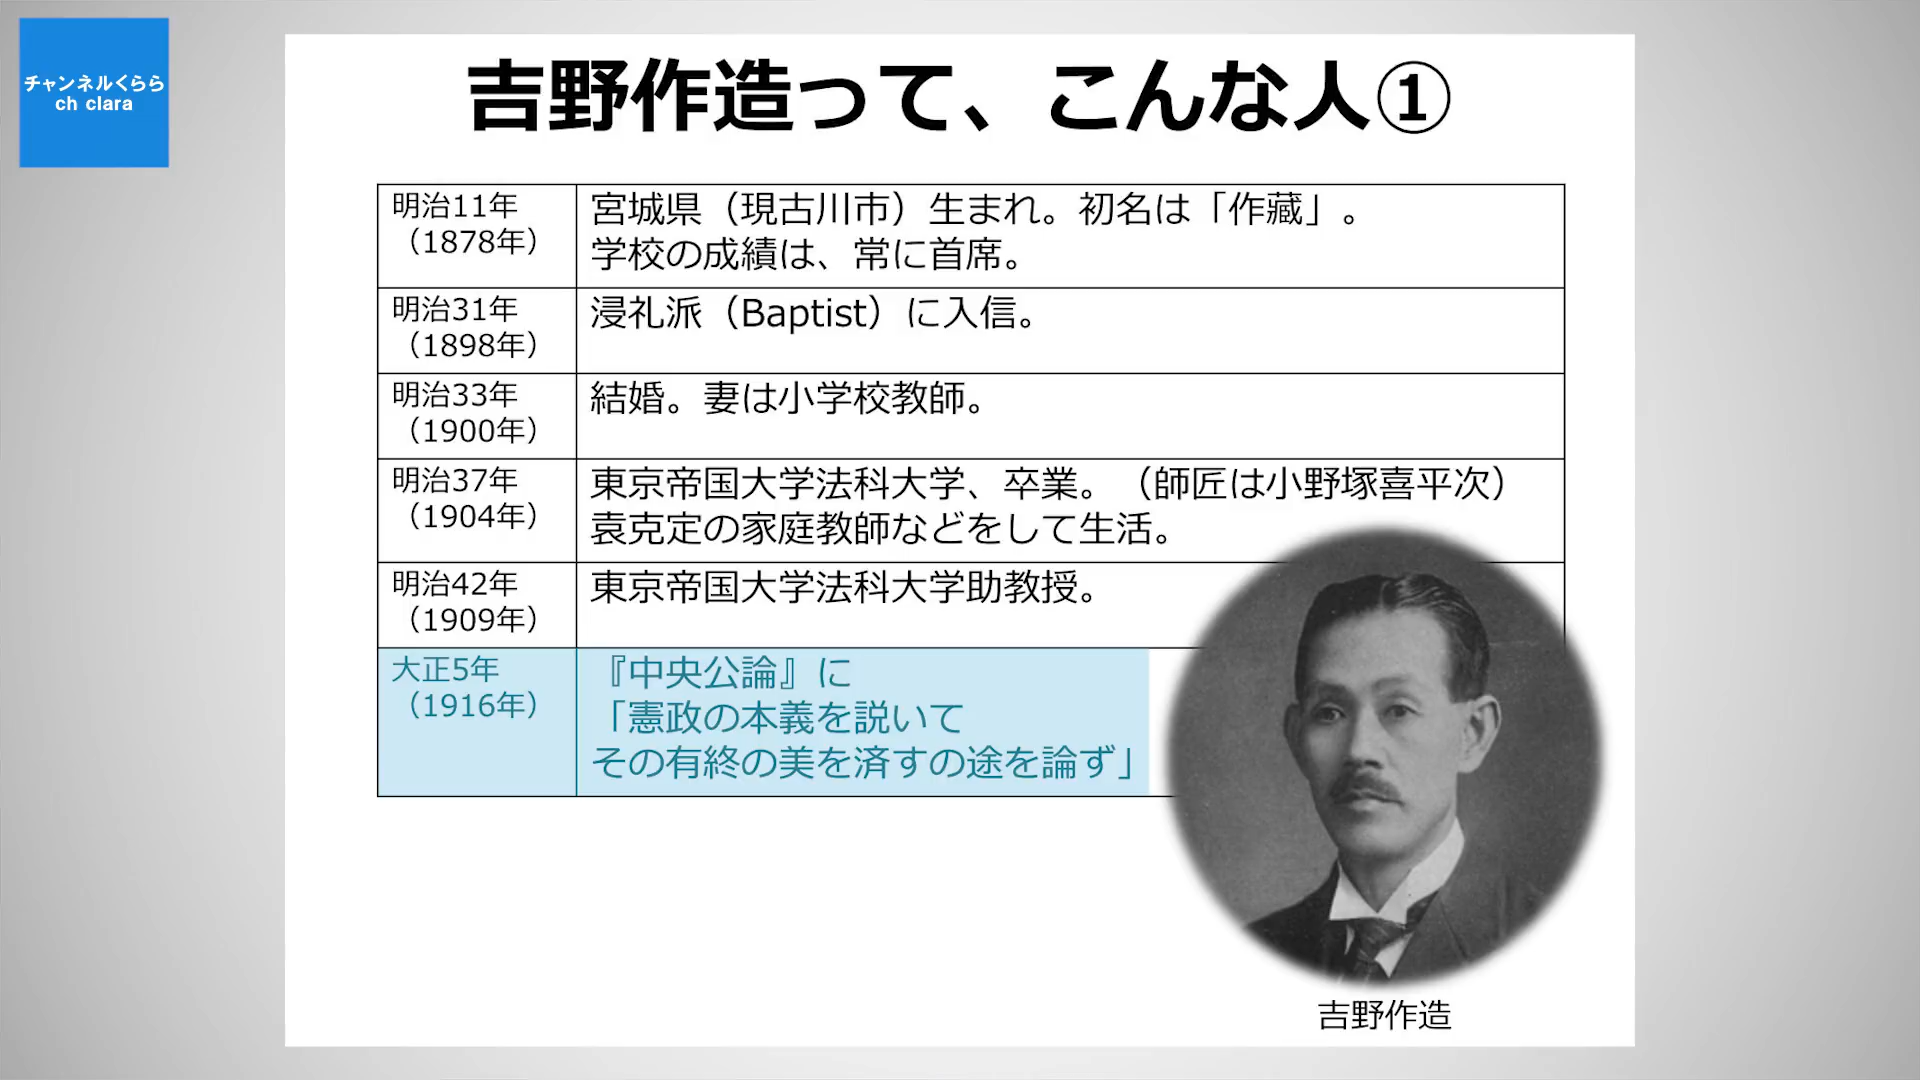 チャンネルくらら
ch clara
吉野作造って、こんな人①
明治11年
（1878年）
宮城県（現古川市）生まれ。初名は「作藏」。
学校の成績は、常に首席。
明治31年
（1898年）
浸礼派（Baptist）に入信。
明治33年
（1900年）
結婚。妻は小学校教師。
明治37年
（1904年）
東京帝国大学法科大学、卒業。（師匠は小野塚喜平次）
袁克定の家庭教師などをして生活。
明治42年
（1909年）
東京帝国大学法科大学助教授。
大正5年
（1916年）
『中央公論』に
「憲政の本義を説いて
その有終の美を済すの途を論ず」
吉野作造